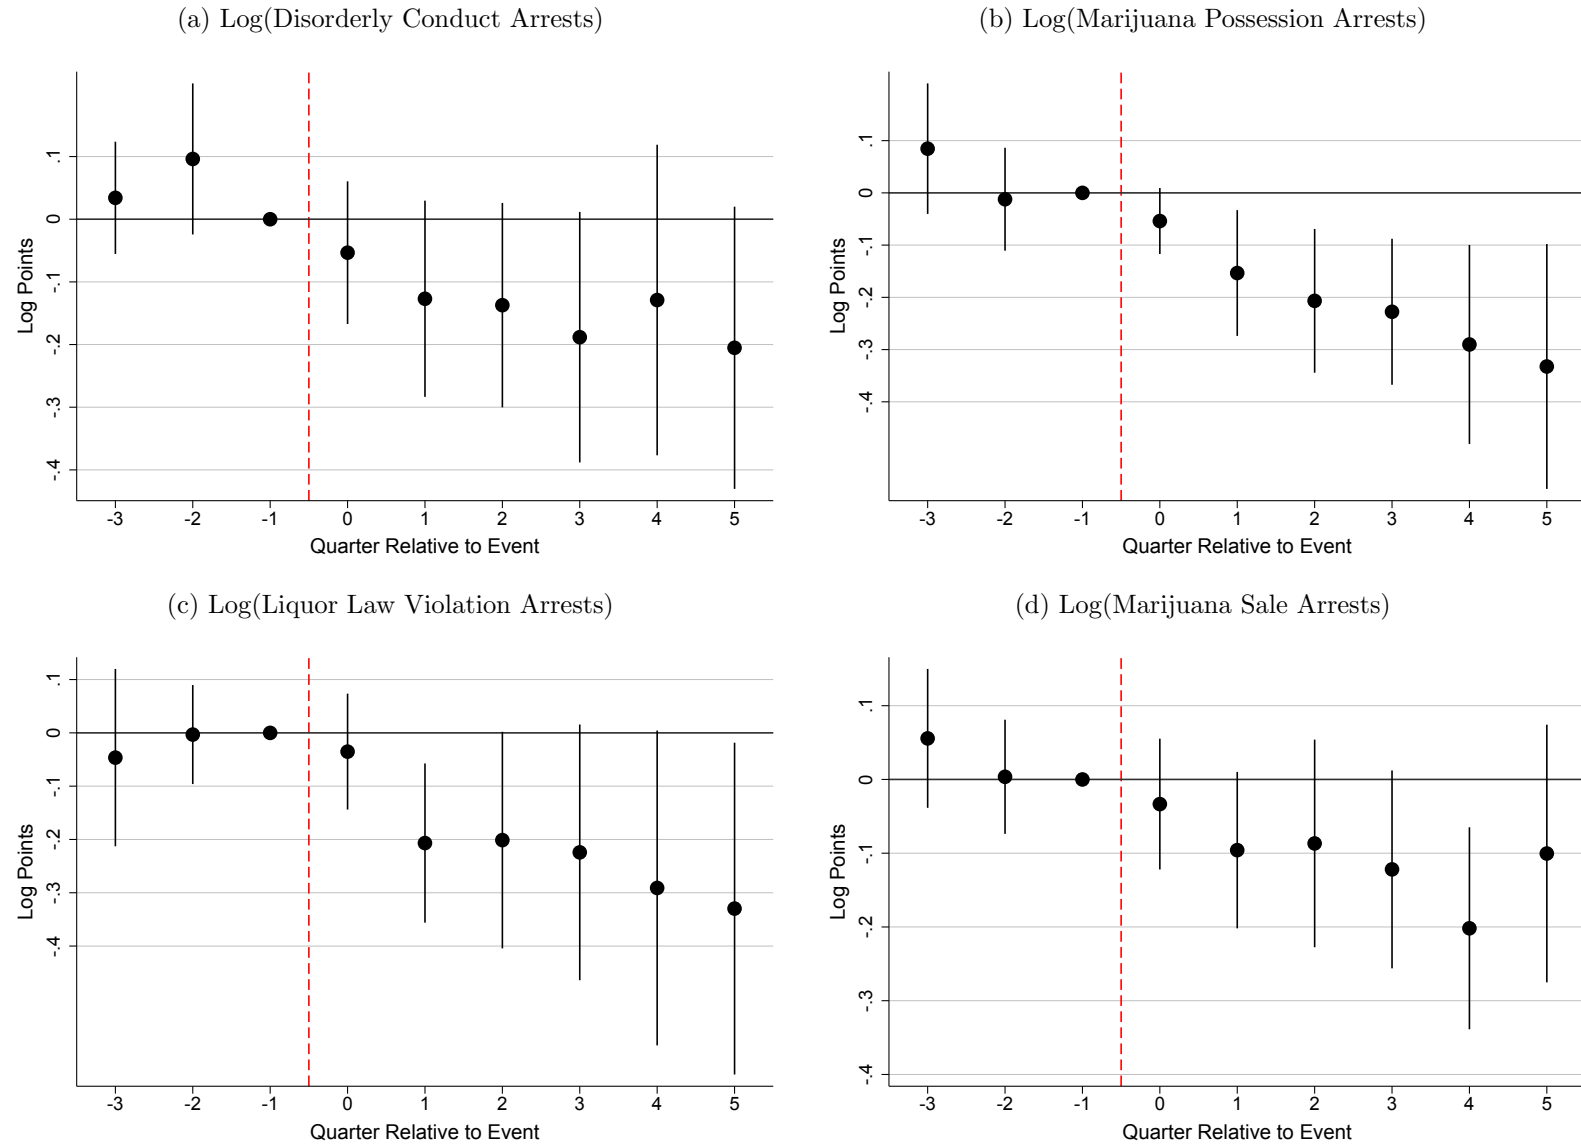 (a) Log(Disorderly Conduct Arrests)
.1
0
-.1
-.2
-.3
-.4
Log Points
-3 -2 -1 0 1 2 3 4 5
Quarter Relative to Event
(b) Log(Marijuana Possession Arrests)
.1
0
-.1
-.2
-.3
-.4
Log Points
-3 -2 -1 0 1 2 3 4 5
Quarter Relative to Event
(c) Log(Liquor Law Violation Arrests)
.1
0
-.1
-.2
-.3
-.4
Log Points
-3 -2 -1 0 1 2 3 4 5
Quarter Relative to Event
(d) Log(Marijuana Sale Arrests)
.1
0
-.1
-.2
-.3
-.4
Log Points
-3 -2 -1 0 1 2 3 4 5
Quarter Relative to Event